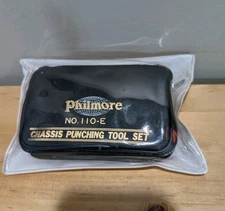 Philmore
NO. 110-E
CHASSIS PUNCHING TOOL SET